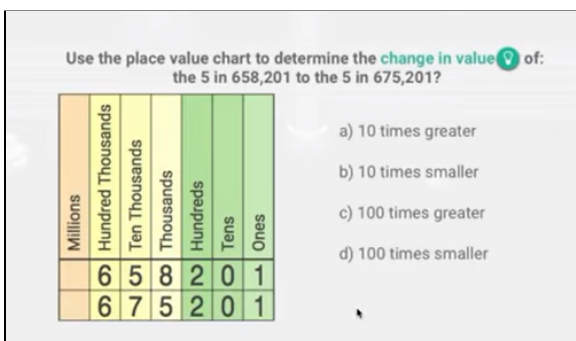 Use the place value chart to determine the change in value of:
the 5 in 658,201 to the 5 in 675,201?
Millions
Hundred Thousands
Ten Thousands
Thousands
Hundreds
Tens
Ones
6 5 8 2 0 1
6 7 5 2 0 1
a) 10 times greater
b) 10 times smaller
c) 100 times greater
d) 100 times smaller